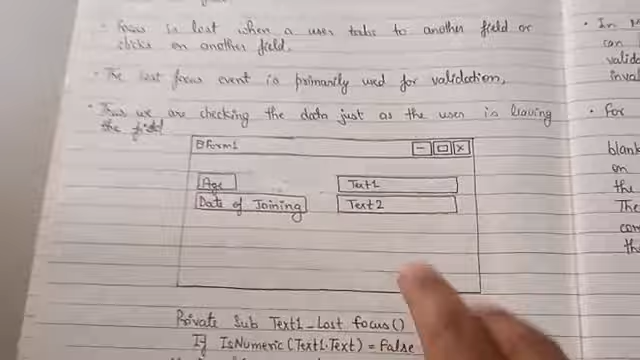 • Focus is lost when a user tabs to another field or
clicks on another field.
• The lost focus event is primarily used for validation,
• Thus we are checking the data just as the user is leaving
the field
Form1
Age
Text1
Date of Joining
Text2
Private Sub Text1_Lost focus()
If IsNumeric(Text1.Text) = False
• In
can
valida
inval
• For
blank
on
the
The
com
th